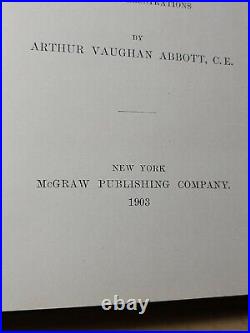 BY
ARTHUR VAUGHAN ABBOTT, C.E.
NEW YORK
McGRAW PUBLISHING COMPANY.
1903